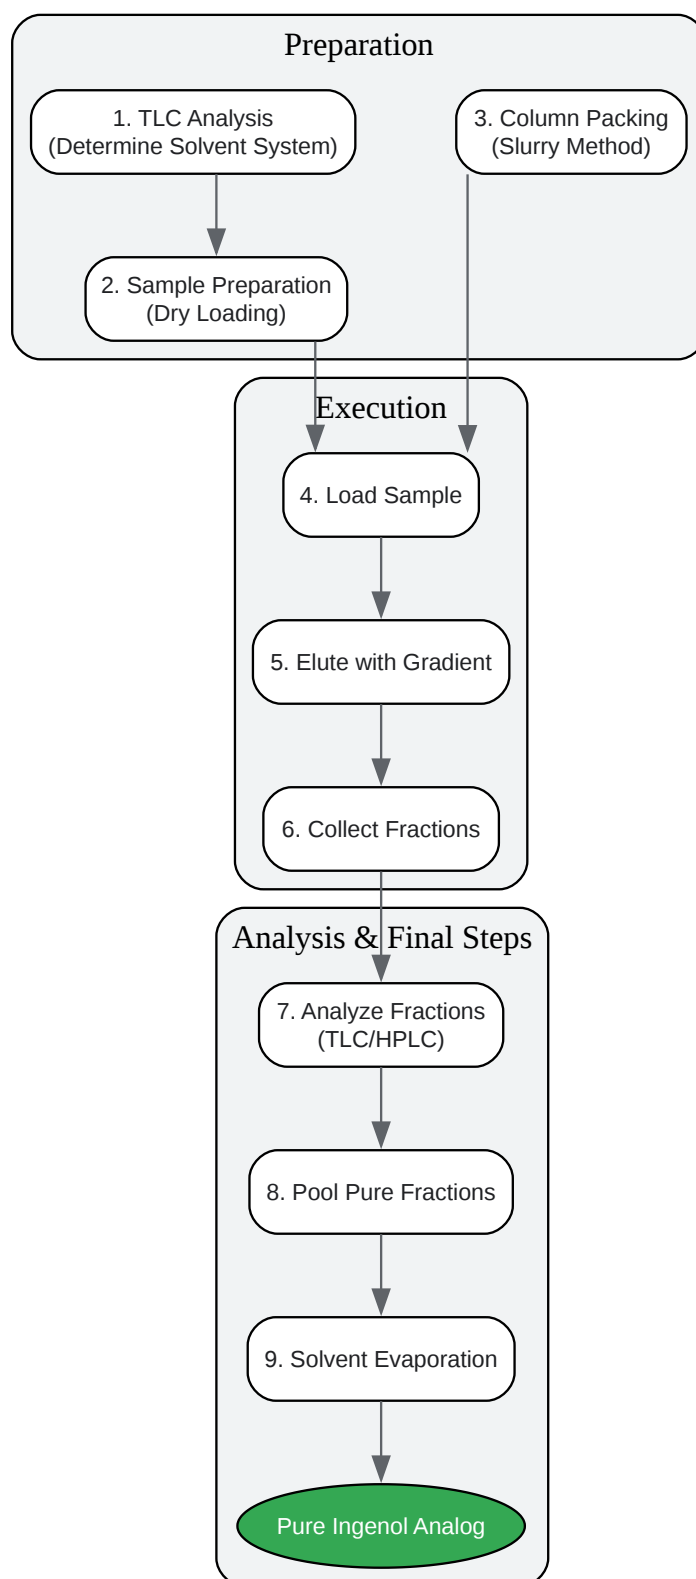 Preparation
1. TLC Analysis
(Determine Solvent System)
3. Column Packing
(Slurry Method)
2. Sample Preparation
(Dry Loading)
Execution
4. Load Sample
5. Elute with Gradient
6. Collect Fractions
Analysis & Final Steps
7. Analyze Fractions
(TLC/HPLC)
8. Pool Pure Fractions
9. Solvent Evaporation
Pure Ingenol Analog